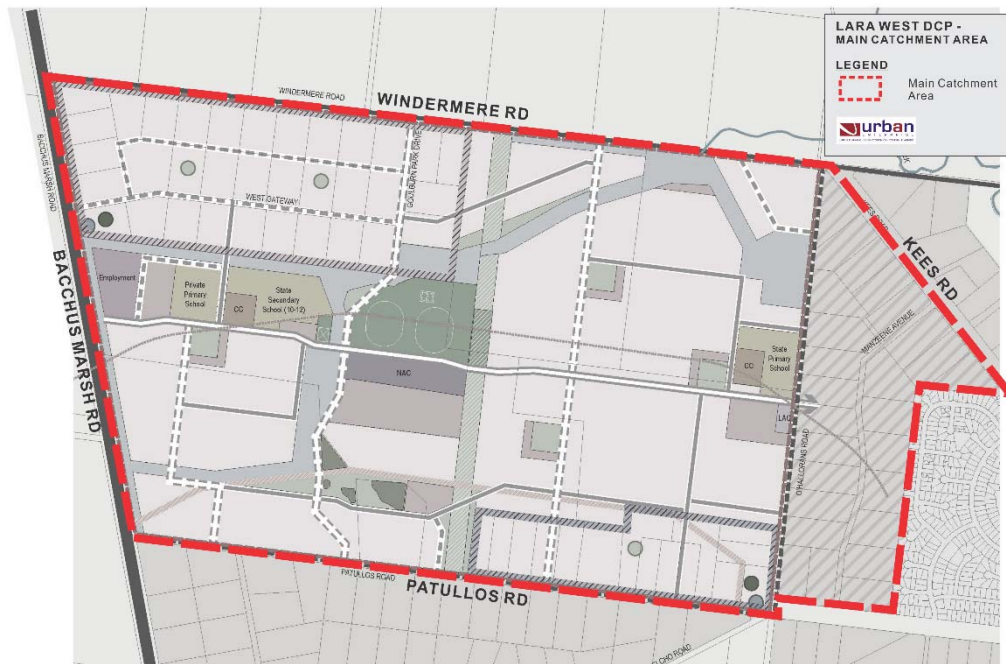 LARA WEST DCP -
MAIN CATCHMENT AREA
LEGEND
Main Catchment
Area
urban
WINDERMERE ROAD
WINDERMERE RD
BACCHUS MARSH ROAD
GOULBURN PARK DRIVE
WEST GATEWAY
KEES RD
BACCHUS MARSH RD
Employment
Private
Primary
School
CC
State
Secondary
School (10-12)
MANZEENE AVENUE
NAC
CC
State
Primary
School
LAC
O'HALLORANS ROAD
PATULLOS ROAD
PATULLOS RD